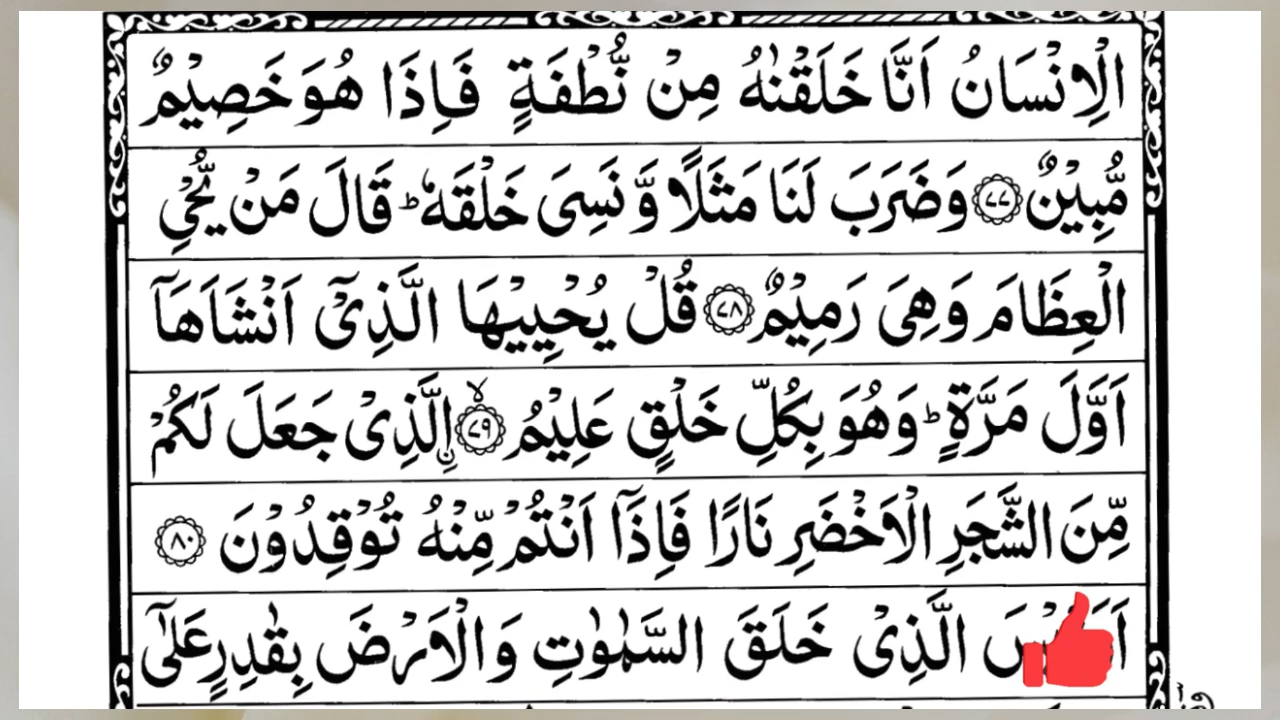 الْاِنْسَانُ اَنَّا خَلَقْنٰهُ مِنْ نُّطْفَةٍ فَاِذَا هُوَ خَصِيْمٌ
مُّبِيْنٌ ﴿۷۷﴾ وَضَرَبَ لَنَا مَثَلًا وَّ نَسِىَ خَلْقَهٗ ؕ قَالَ مَنْ يُّحْىِ
الْعِظَامَ وَهِىَ رَمِيْمٌ ﴿۷۸﴾ قُلْ يُحْيِيْهَا الَّذِىْۤ اَنْشَاَهَاۤ
اَوَّلَ مَرَّةٍ ؕ وَهُوَ بِكُلِّ خَلْقٍ عَلِيْمُ ﴿۷۹﴾ۙ اۨلَّذِىْ جَعَلَ لَكُمْ
مِّنَ الشَّجَرِ الْاَخْضَرِ نَارًا فَاِذَاۤ اَنْتُمْ مِّنْهُ تُوْقِدُوْنَ ﴿۸۰﴾
الَّذِىْ خَلَقَ السَّمٰوٰتِ وَ الْاَرْضَ بِقٰدِرٍ عَلٰٓى